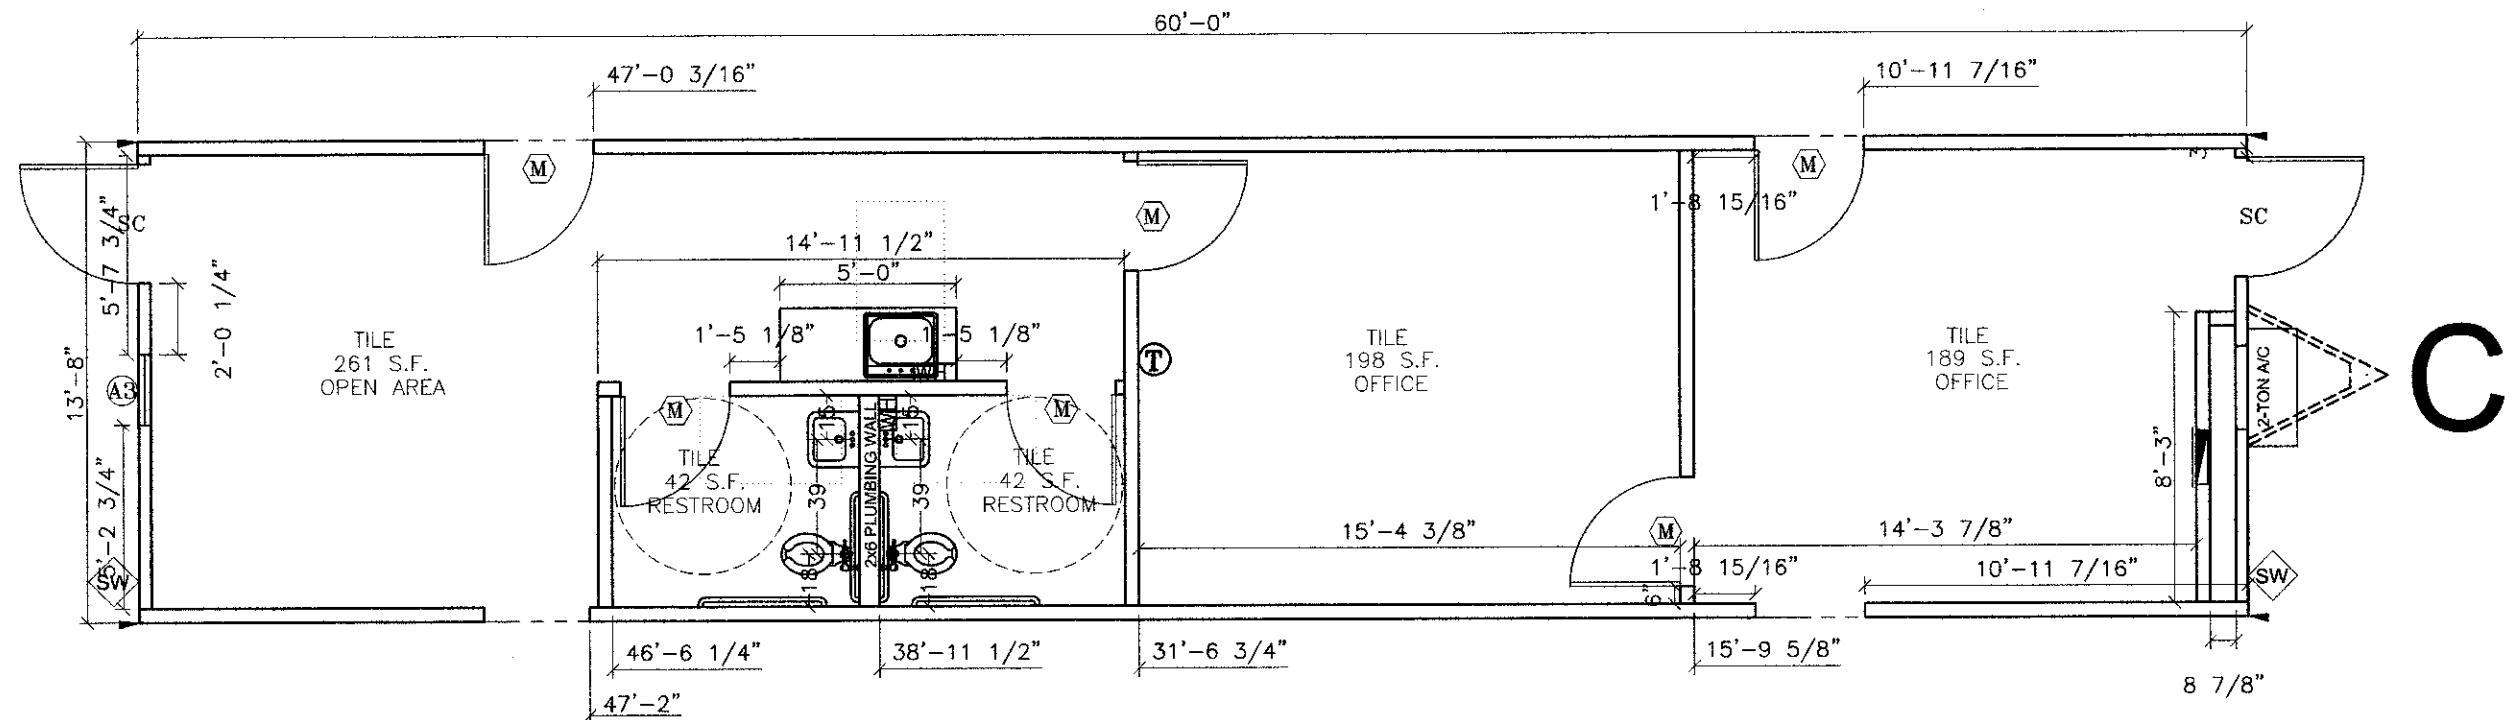 60'-0"
47'-0 3/16"
10'-11 7/16"
M
M
M
SC
SC
5'-7 3/4"
2'-0 1/4"
13'-8"
1'-8 15/16"
14'-11 1/2"
5'-0"
1'-5 1/8"
1'-5 1/8"
TILE
261 S.F.
OPEN AREA
A3
T
TILE
198 S.F.
OFFICE
TILE
189 S.F.
OFFICE
2-TON A/C
C
M
M
15
15
TILE
42 S.F.
RESTROOM
TILE
42 S.F.
RESTROOM
39
39
2x6 PLUMBING WALL
18
18
8'-3"
15'-4 3/8"
M
14'-3 7/8"
1'-8 15/16"
10'-11 7/16"
6"
SW
SW
46'-6 1/4"
38'-11 1/2"
31'-6 3/4"
15'-9 5/8"
47'-2"
8 7/8"